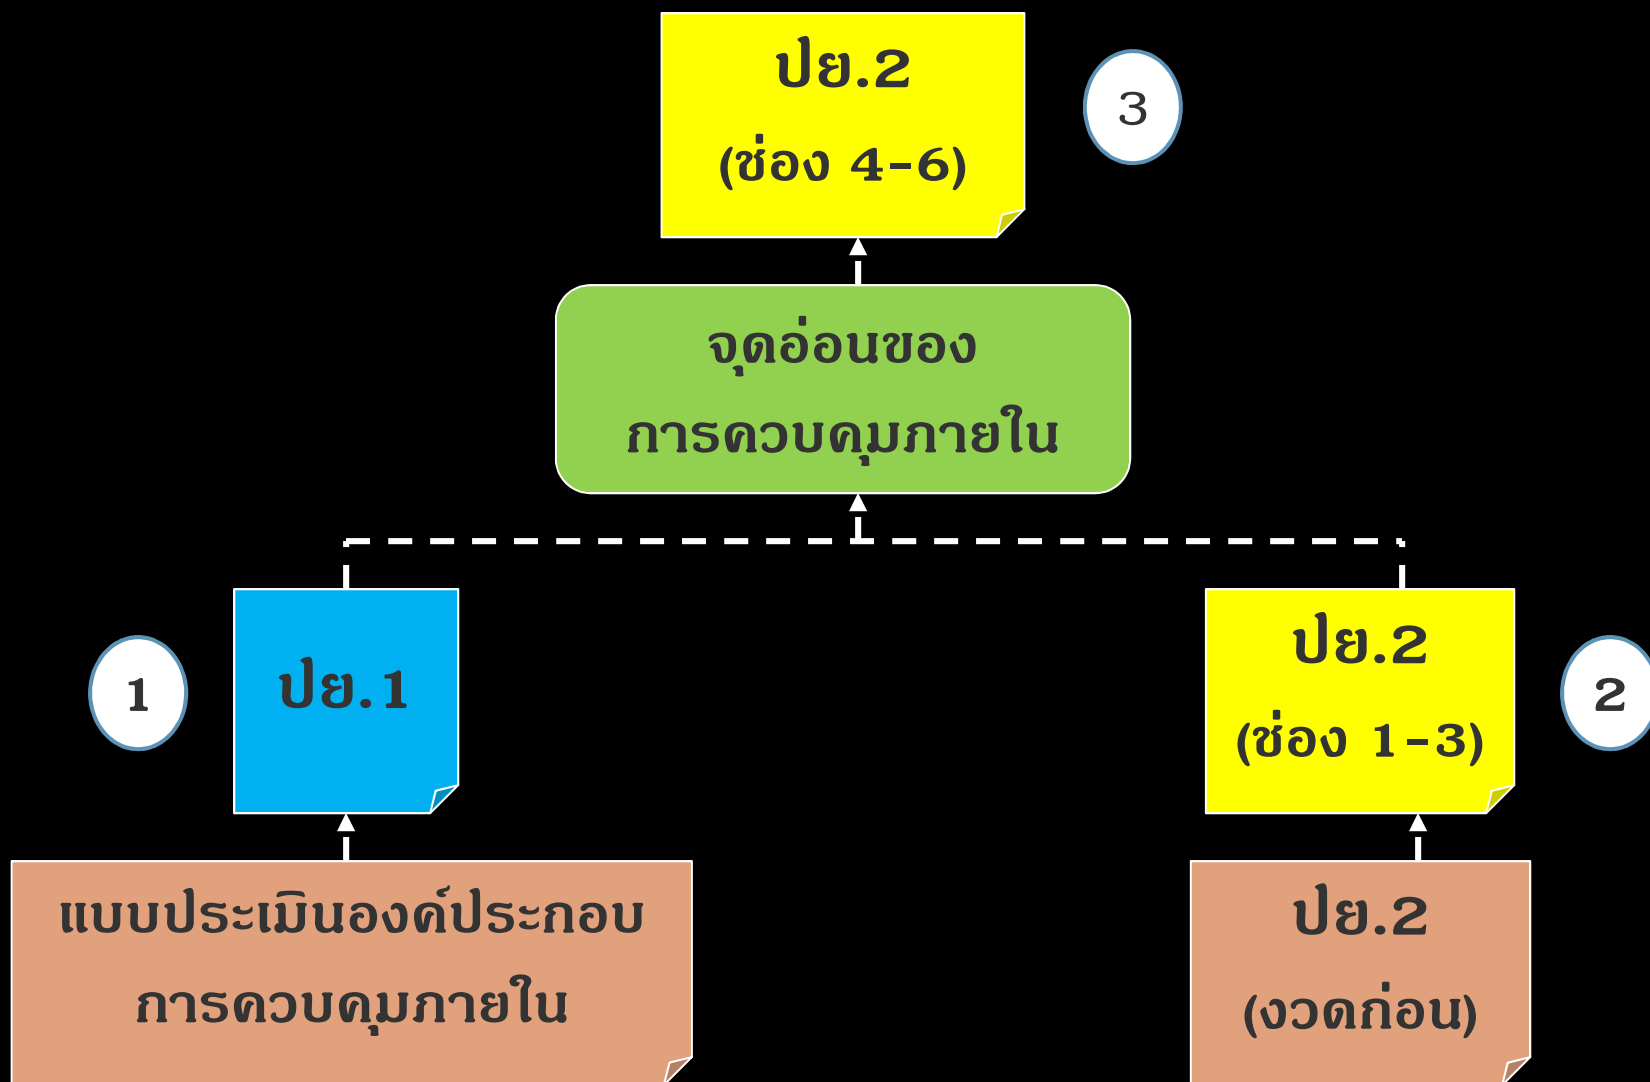 ปย.2
(ช่อง 4-6)
3
จุดอ่อนของ
การควบคุมภายใน
1
ปย.1
ปย.2
(ช่อง 1-3)
2
แบบประเมินองค์ประกอบ
การควบคุมภายใน
ปย.2
(งวดก่อน)